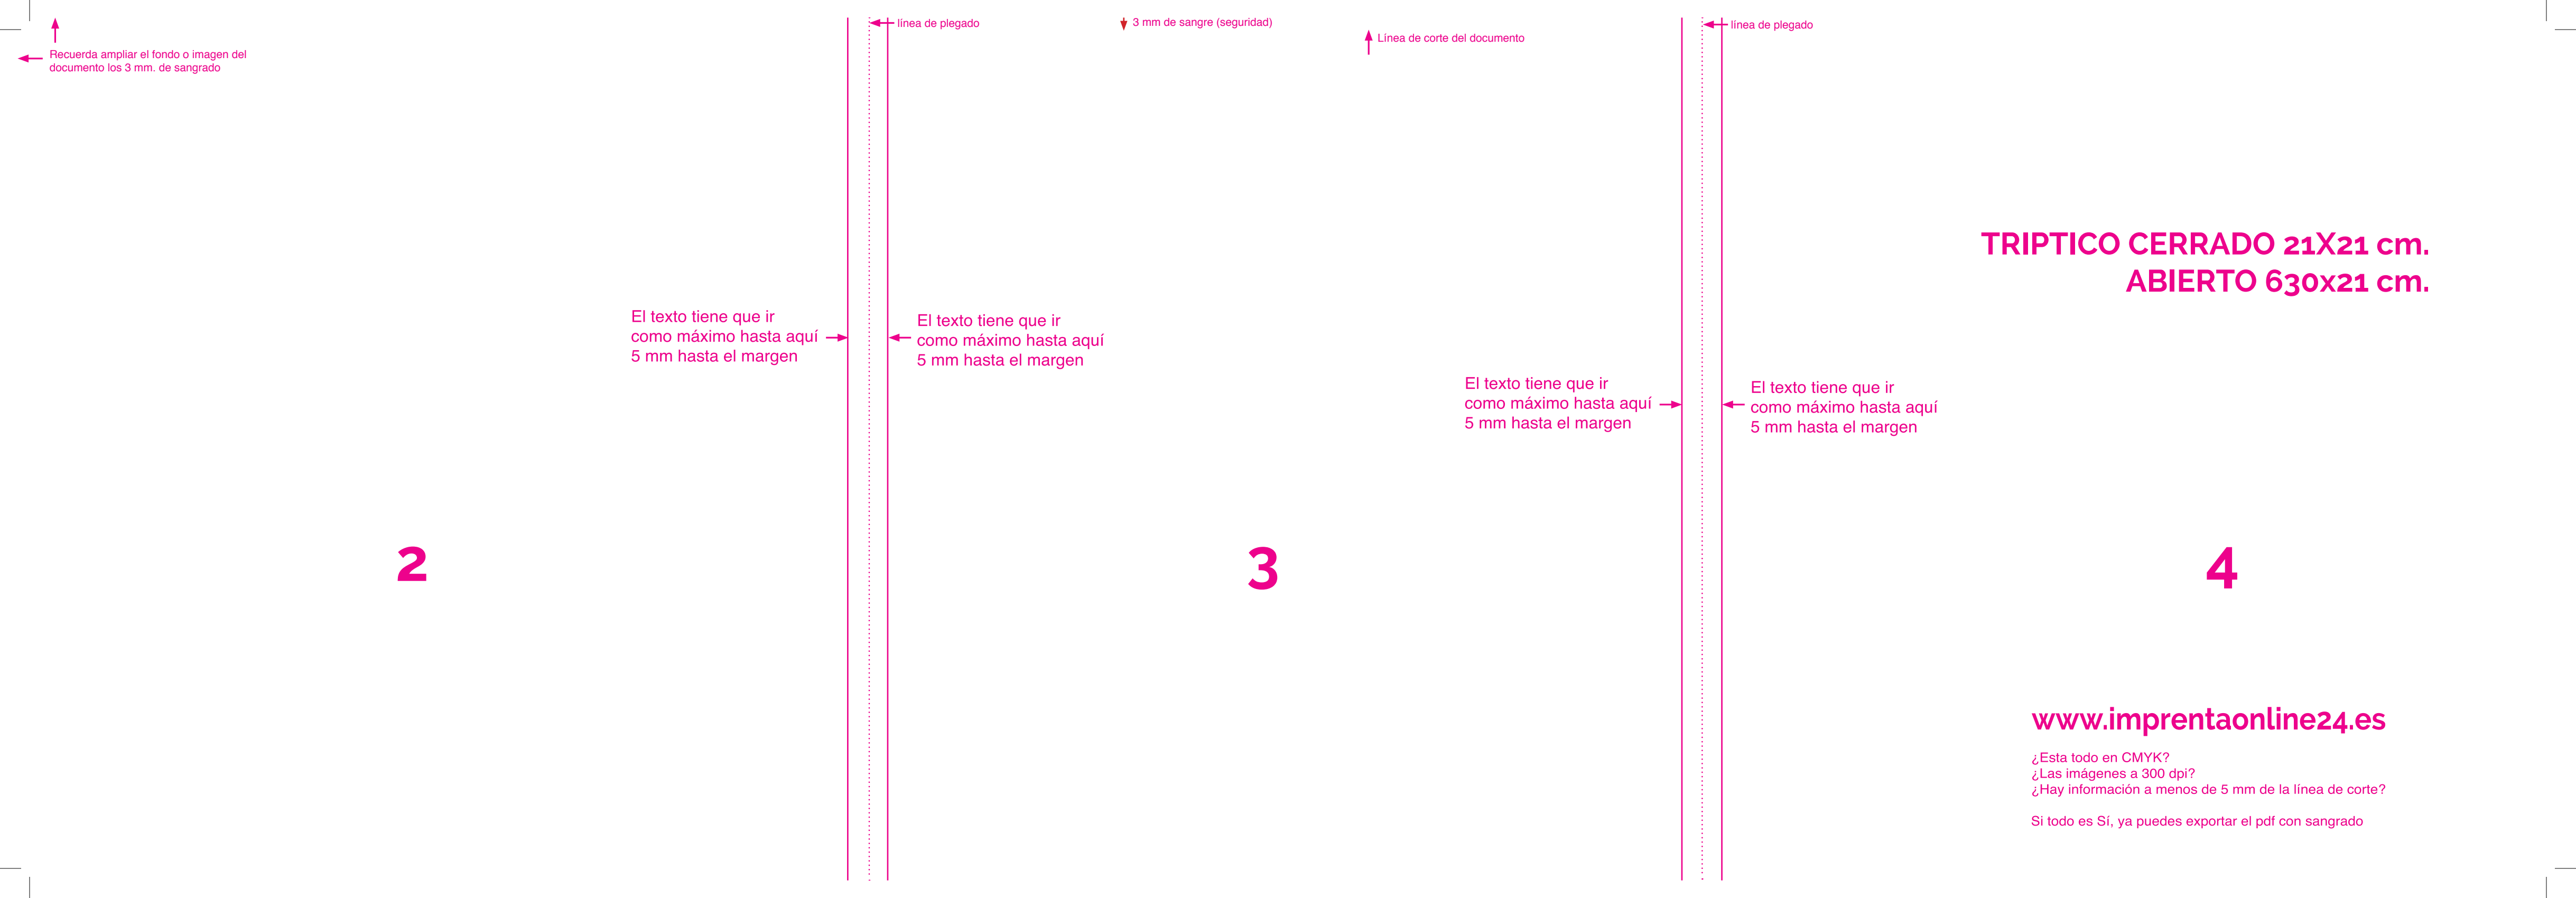 Recuerda ampliar el fondo o imagen del
documento los 3 mm. de sangrado
línea de plegado
3 mm de sangre (seguridad)
Línea de corte del documento
línea de plegado
El texto tiene que ir
como máximo hasta aquí
5 mm hasta el margen
El texto tiene que ir
como máximo hasta aquí
5 mm hasta el margen
El texto tiene que ir
como máximo hasta aquí
5 mm hasta el margen
El texto tiene que ir
como máximo hasta aquí
5 mm hasta el margen
TRIPTICO CERRADO 21X21 cm.
ABIERTO 630x21 cm.
2
3
4
www.imprentaonline24.es
¿Esta todo en CMYK?
¿Las imágenes a 300 dpi?
¿Hay información a menos de 5 mm de la línea de corte?
Si todo es Sí, ya puedes exportar el pdf con sangrado